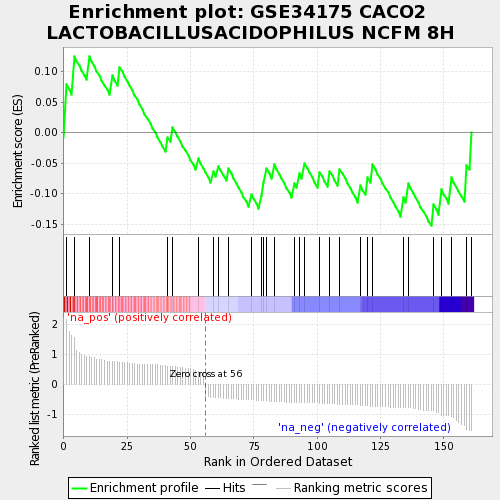 Enrichment plot: GSE34175 CACO2
LACTOBACILLUSACIDOPHILUS NCFM 8H
Enrichment score (ES)
0.10
0.05
0.00
-0.05
-0.10
-0.15
'na_pos' (positively correlated)
Ranked list metric (PreRanked)
2
1
0
-1
Zero cross at 56
'na_neg' (negatively correlated)
0
25
50
75
100
125
150
Rank in Ordered Dataset
Enrichment profile
Hits
Ranking metric scores